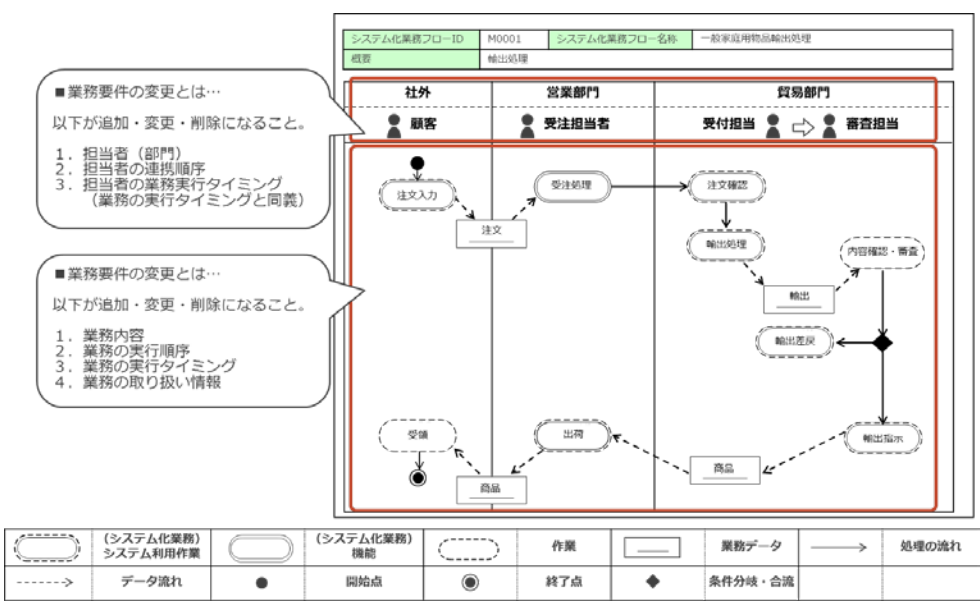 システム化業務フローID M0001 システム化業務フロー名称 一般家庭用物品輸出処理
概要 輸出処理
社外 営業部門 貿易部門
顧客 受注担当者 受付担当 審査担当
■業務要件の変更とは…
以下が追加・変更・削除になること。
1．担当者（部門）
2．担当者の連携順序
3．担当者の業務実行タイミング
（業務の実行タイミングと同義）
■業務要件の変更とは…
以下が追加・変更・削除になること。
1．業務内容
2．業務の実行順序
3．業務の実行タイミング
4．業務の取り扱い情報
注文入力
注文
受注処理
注文確認
輸出処理
内容確認・審査
輸出
輸出差戻
輸出指示
商品
出荷
商品
受領
（システム化業務）
システム利用作業
（システム化業務）
機能
作業
業務データ
処理の流れ
データ流れ
開始点
終了点
条件分岐・合流